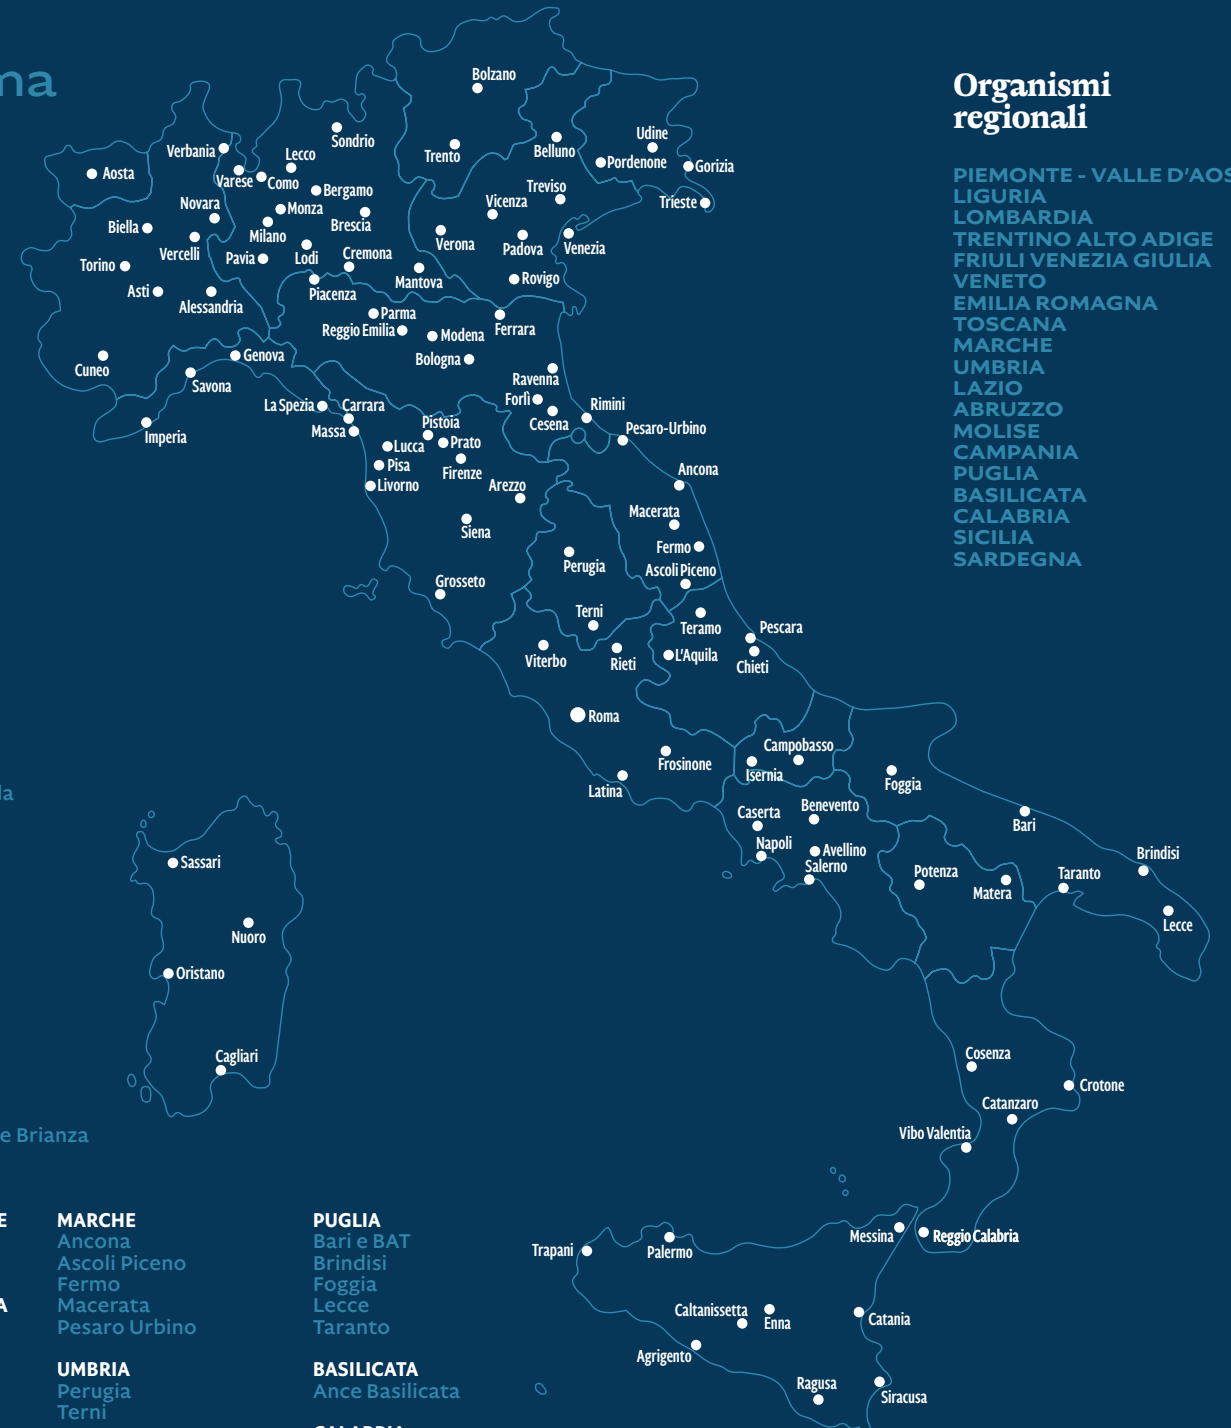 ma
Organismi
regionali
PIEMONTE - VALLE D'AOS
LIGURIA
LOMBARDIA
TRENTINO ALTO ADIGE
FRIULI VENEZIA GIULIA
VENETO
EMILIA ROMAGNA
TOSCANA
MARCHE
UMBRIA
LAZIO
ABRUZZO
MOLISE
CAMPANIA
PUGLIA
BASILICATA
CALABRIA
SICILIA
SARDEGNA
Bolzano
Sondrio
Udine
Verbania
Lecco
Trento
Belluno
Pordenone
Gorizia
Aosta
Varese
Como
Bergamo
Treviso
Trieste
Novara
Monza
Vicenza
Biella
Milano
Brescia
Verona
Padova
Venezia
Vercelli
Pavia
Lodi
Cremona
Torino
Mantova
Rovigo
Asti
Alessandria
Piacenza
Parma
Reggio Emilia
Modena
Ferrara
Cuneo
Genova
Bologna
Savona
Ravenna
La Spezia
Carrara
Forlì
Rimini
Imperia
Massa
Pistoia
Cesena
Pesaro-Urbino
Lucca
Prato
Pisa
Firenze
Ancona
Livorno
Arezzo
Macerata
Siena
Fermo
Perugia
Ascoli Piceno
Grosseto
Terni
Teramo
Pescara
Viterbo
Rieti
L'Aquila
Chieti
Roma
Campobasso
Frosinone
Isernia
Latina
Foggia
la
Caserta
Benevento
Bari
Napoli
Avellino
Brindisi
Sassari
Salerno
Potenza
Matera
Taranto
Nuoro
Lecce
Oristano
Cagliari
Cosenza
Crotone
Catanzaro
e Brianza
Vibo Valentia
Messina
Reggio Calabria
Trapani
Palermo
Caltanissetta
Enna
Catania
Agrigento
Ragusa
Siracusa
E
A
MARCHE
Ancona
Ascoli Piceno
Fermo
Macerata
Pesaro Urbino
UMBRIA
Perugia
Terni
PUGLIA
Bari e BAT
Brindisi
Foggia
Lecce
Taranto
BASILICATA
Ance Basilicata
CALABRIA